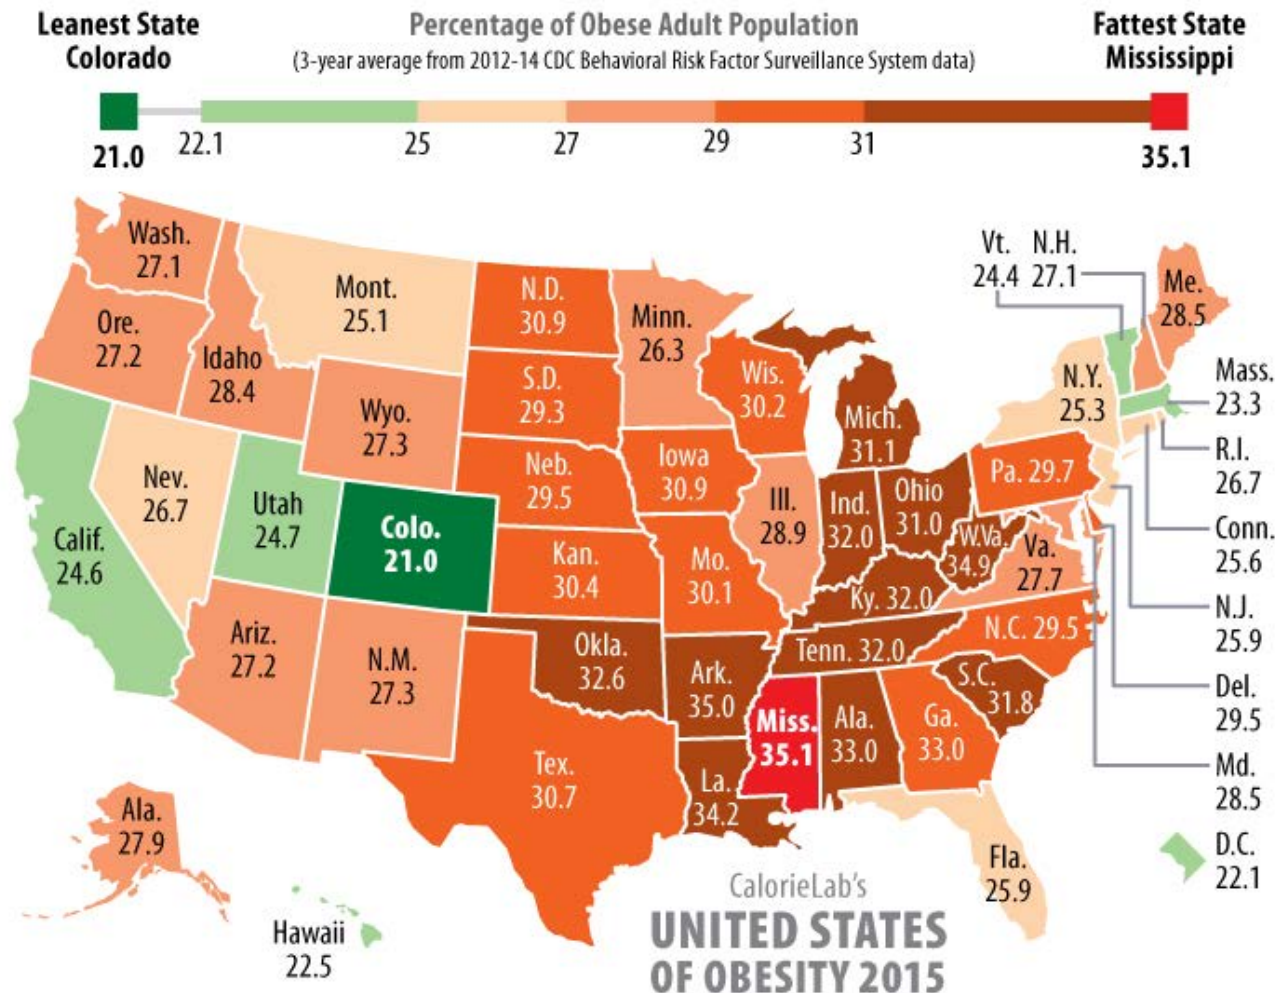 Leanest State
Colorado
Percentage of Obese Adult Population
(3-year average from 2012-14 CDC Behavioral Risk Factor Surveillance System data)
Fattest State
Mississippi
21.0
22.1
25
27
29
31
35.1
Wash.
27.1
Ore.
27.2
Idaho
28.4
Mont.
25.1
Wyo.
27.3
N.D.
30.9
S.D.
29.3
Neb.
29.5
Kan.
30.4
Minn.
26.3
Iowa
30.9
Mo.
30.1
Wis.
30.2
Ill.
28.9
Mich.
31.1
Ind.
32.0
Ohio
31.0
Pa. 29.7
N.Y.
25.3
Vt.
24.4
N.H.
27.1
Me.
28.5
Mass.
23.3
R.I.
26.7
Conn.
25.6
N.J.
25.9
Del.
29.5
Md.
28.5
D.C.
22.1
W.Va.
34.9
Va.
27.7
Ky. 32.0
N.C. 29.5
Tenn. 32.0
S.C.
31.8
Ga.
33.0
Ala.
33.0
Miss.
35.1
La.
34.2
Ark.
35.0
Okla.
32.6
Tex.
30.7
N.M.
27.3
Ariz.
27.2
Colo.
21.0
Utah
24.7
Nev.
26.7
Calif.
24.6
Fla.
25.9
Ala.
27.9
Hawaii
22.5
CalorieLab's
UNITED STATES
OF OBESITY 2015